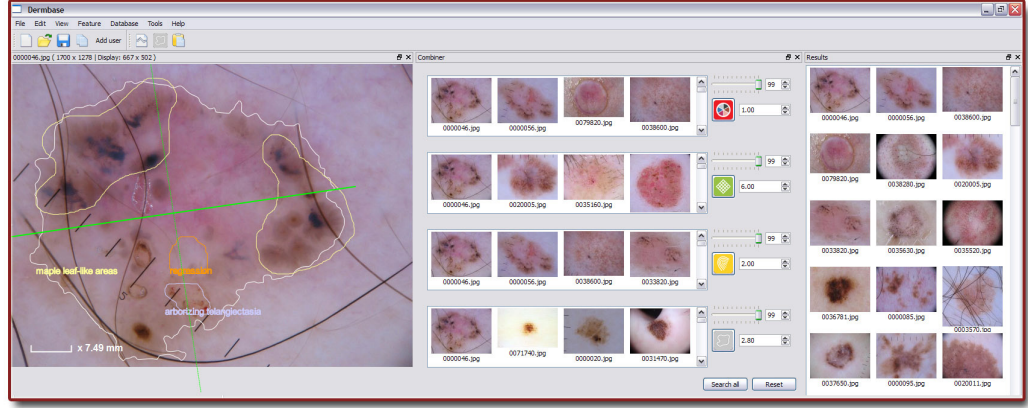 Dermbase
File Edit View Feature Database Tools Help
Add user
0000046.jpg ( 1700 x 1278 | Display: 667 x 502 )
maple leaf-like areas
regression
arborizing telangiectasia
x 7.49 mm
Combiner
0000046.jpg 0000056.jpg 0079820.jpg 0038600.jpg
99
1.00
0000046.jpg 0020005.jpg 0035160.jpg
99
6.00
0000046.jpg 0000056.jpg 0038600.jpg 0033820.jpg
99
2.00
0000046.jpg 0071740.jpg 0000020.jpg 0031470.jpg
99
2.80
Search all Reset
Results
0000046.jpg 0000056.jpg 0038600.jpg
0079820.jpg 0038280.jpg 0020005.jpg
0033820.jpg 0035630.jpg 0035520.jpg
0036781.jpg 0000085.jpg 0003570.jpg
0037650.jpg 0000095.jpg 0020011.jpg